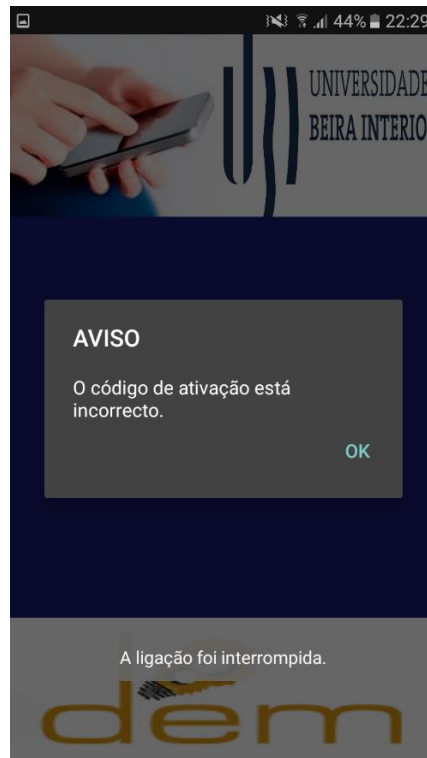 44% 22:29
UNIVERSIDADE
BEIRA INTERIO
AVISO
O código de ativação está
incorrecto.
OK
A ligação foi interrompida.
dem